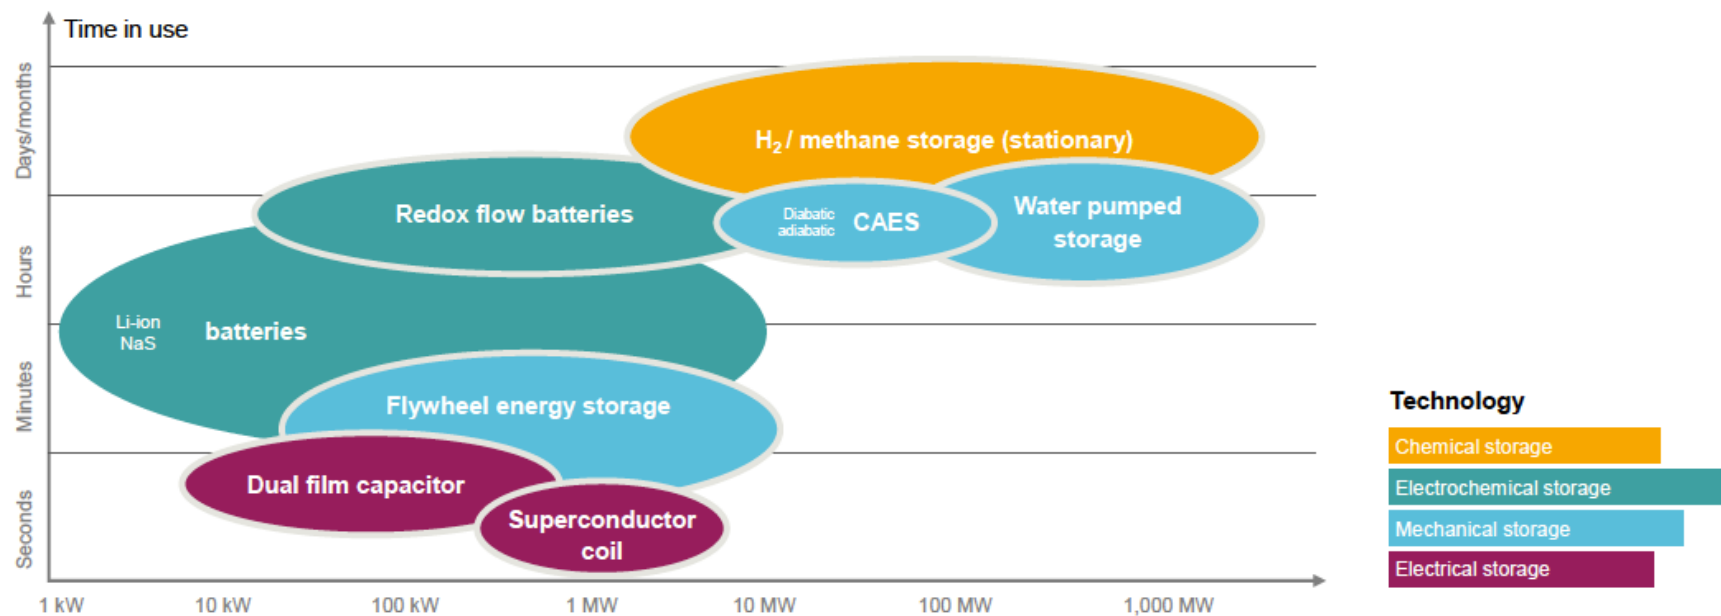 Time in use
Days/months
Hours
Minutes
Seconds
H₂ / methane storage (stationary)
Redox flow batteries
Diabatic
adiabatic
CAES
Water pumped
storage
Li-ion
NaS
batteries
Flywheel energy storage
Dual film capacitor
Superconductor
coil
1 kW
10 kW
100 kW
1 MW
10 MW
100 MW
1,000 MW
Technology
Chemical storage
Electrochemical storage
Mechanical storage
Electrical storage